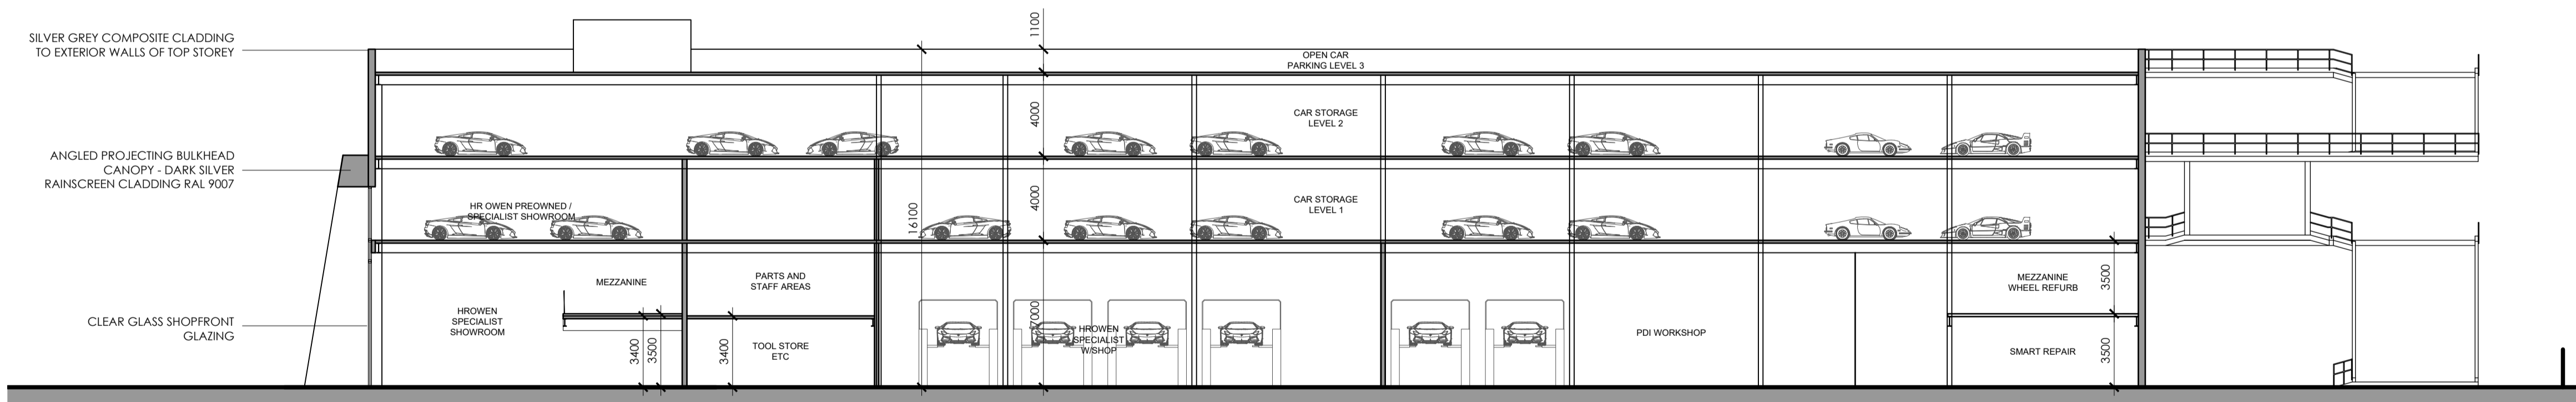 SILVER GREY COMPOSITE CLADDING
TO EXTERIOR WALLS OF TOP STOREY
ANGLED PROJECTING BULKHEAD
CANOPY - DARK SILVER
RAINSCREEN CLADDING RAL 9007
CLEAR GLASS SHOPFRONT
GLAZING
1100
OPEN CAR
PARKING LEVEL 3
4000
CAR STORAGE
LEVEL 2
HR OWEN PREOWNED /
SPECIALIST SHOWROOM
16100
4000
CAR STORAGE
LEVEL 1
HROWEN
SPECIALIST
SHOWROOM
MEZZANINE
3400
3500
PARTS AND
STAFF AREAS
3400
TOOL STORE
ETC
7000
HROWEN
SPECIALIST
W/SHOP
PDI WORKSHOP
MEZZANINE
WHEEL REFURB
3500
SMART REPAIR
3500